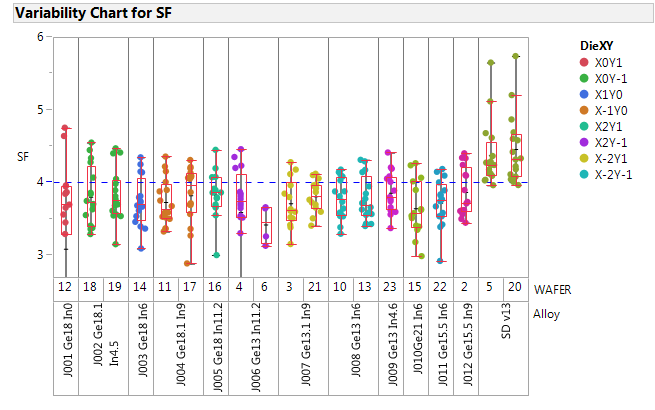 Variability Chart for SF
6
5
SF
4
3
DieXY
X0Y1
X0Y-1
X1Y0
X-1Y0
X2Y1
X2Y-1
X-2Y1
X-2Y-1
12 18 19 14 11 17 16 4 6 3 21 10 13 23 15 22 2 5 20 WAFER
Alloy
J001 Ge18 In0
J002 Ge18.1
In4.5
J003 Ge18 In6
J004 Ge18.1 In9
J005 Ge18 In11.2
J006 Ge13 In11.2
J007 Ge13.1 In9
J008 Ge13 In6
J009 Ge13 In4.6
J010Ge21 In6
J011 Ge15.5 In6
J012 Ge15.5 In9
SD v13